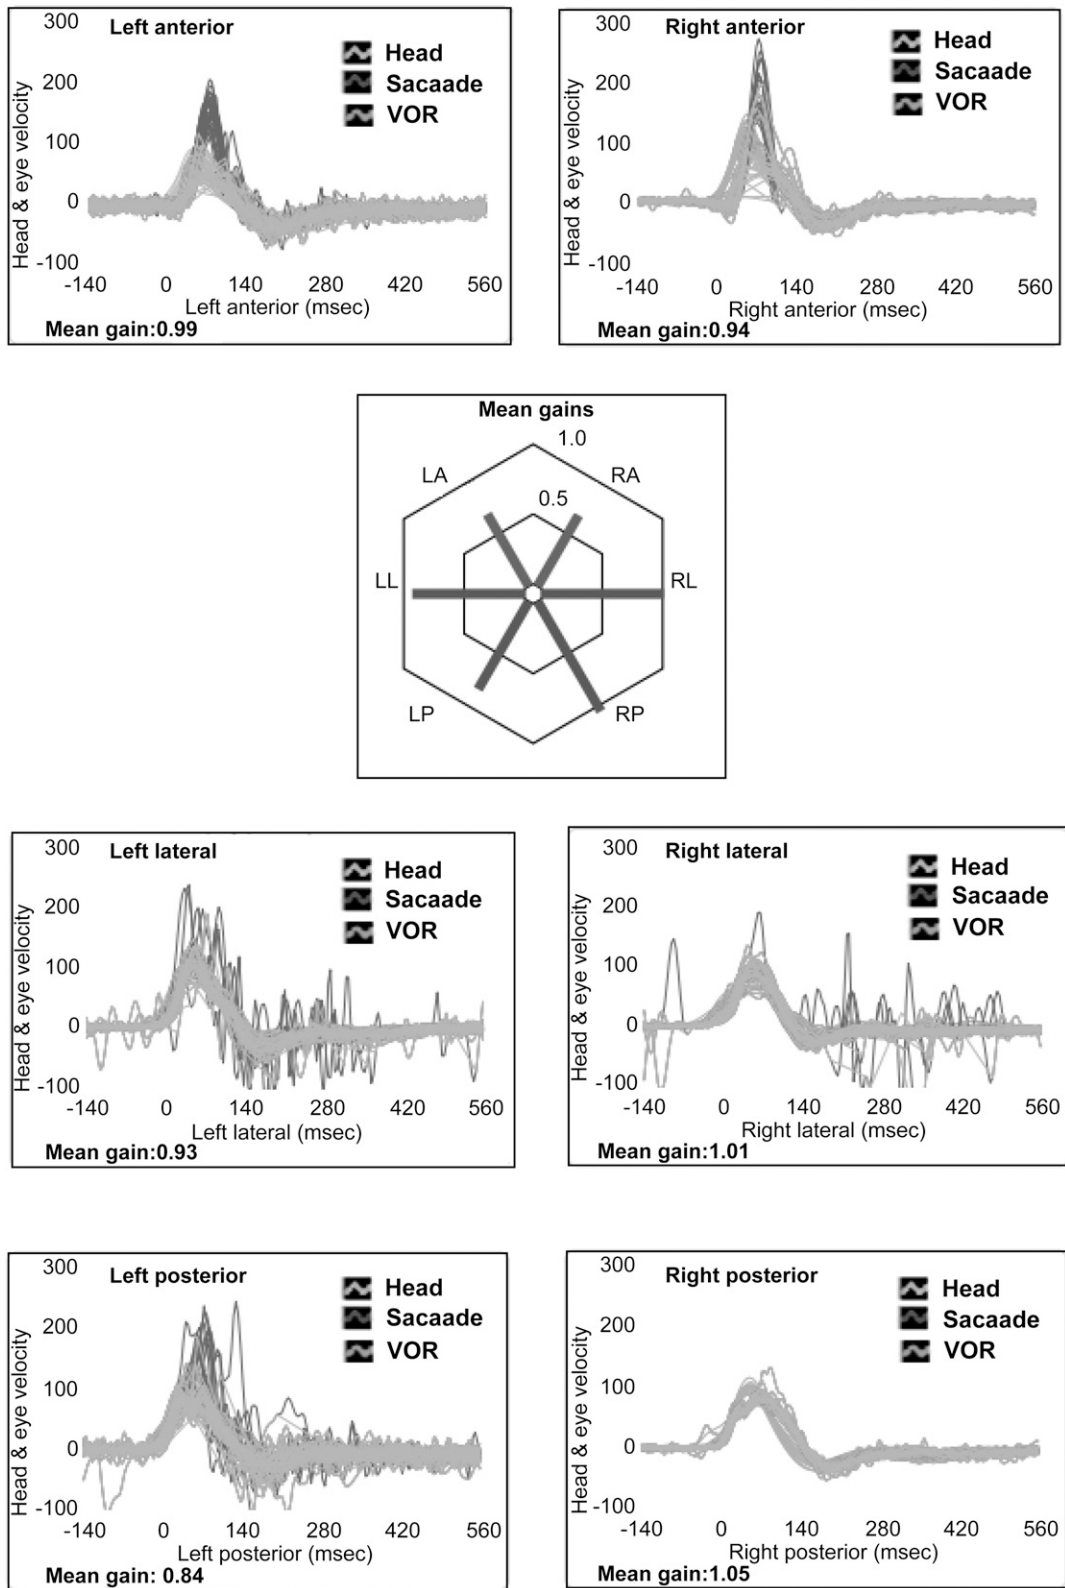 Left anterior
Head
Sacaade
VOR
300
200
100
0
-100
Head & eye velocity
-140 0 140 280 420 560
Left anterior (msec)
Mean gain:0.99
Right anterior
Head
Sacaade
VOR
300
200
100
0
-100
Head & eye velocity
-140 0 140 280 420 560
Right anterior (msec)
Mean gain:0.94
Mean gains
1.0
LA
RA
0.5
LL
RL
LP
RP
Left lateral
Head
Sacaade
VOR
300
200
100
0
-100
Head & eye velocity
-140 0 140 280 420 560
Left lateral (msec)
Mean gain:0.93
Right lateral
Head
Sacaade
VOR
300
200
100
0
-100
Head & eye velocity
-140 0 140 280 420 560
Right lateral (msec)
Mean gain:1.01
Left posterior
Head
Sacaade
VOR
300
200
100
0
-100
Head & eye velocity
-140 0 140 280 420 560
Left posterior (msec)
Mean gain: 0.84
Right posterior
Head
Sacaade
VOR
300
200
100
0
-100
Head & eye velocity
-140 0 140 280 420 560
Right posterior (msec)
Mean gain:1.05